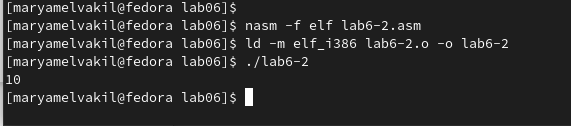 [maryamelvakil@fedora lab06]$
[maryamelvakil@fedora lab06]$ nasm -f elf lab6-2.asm
[maryamelvakil@fedora lab06]$ ld -m elf_i386 lab6-2.o -o lab6-2
[maryamelvakil@fedora lab06]$ ./lab6-2
10
[maryamelvakil@fedora lab06]$